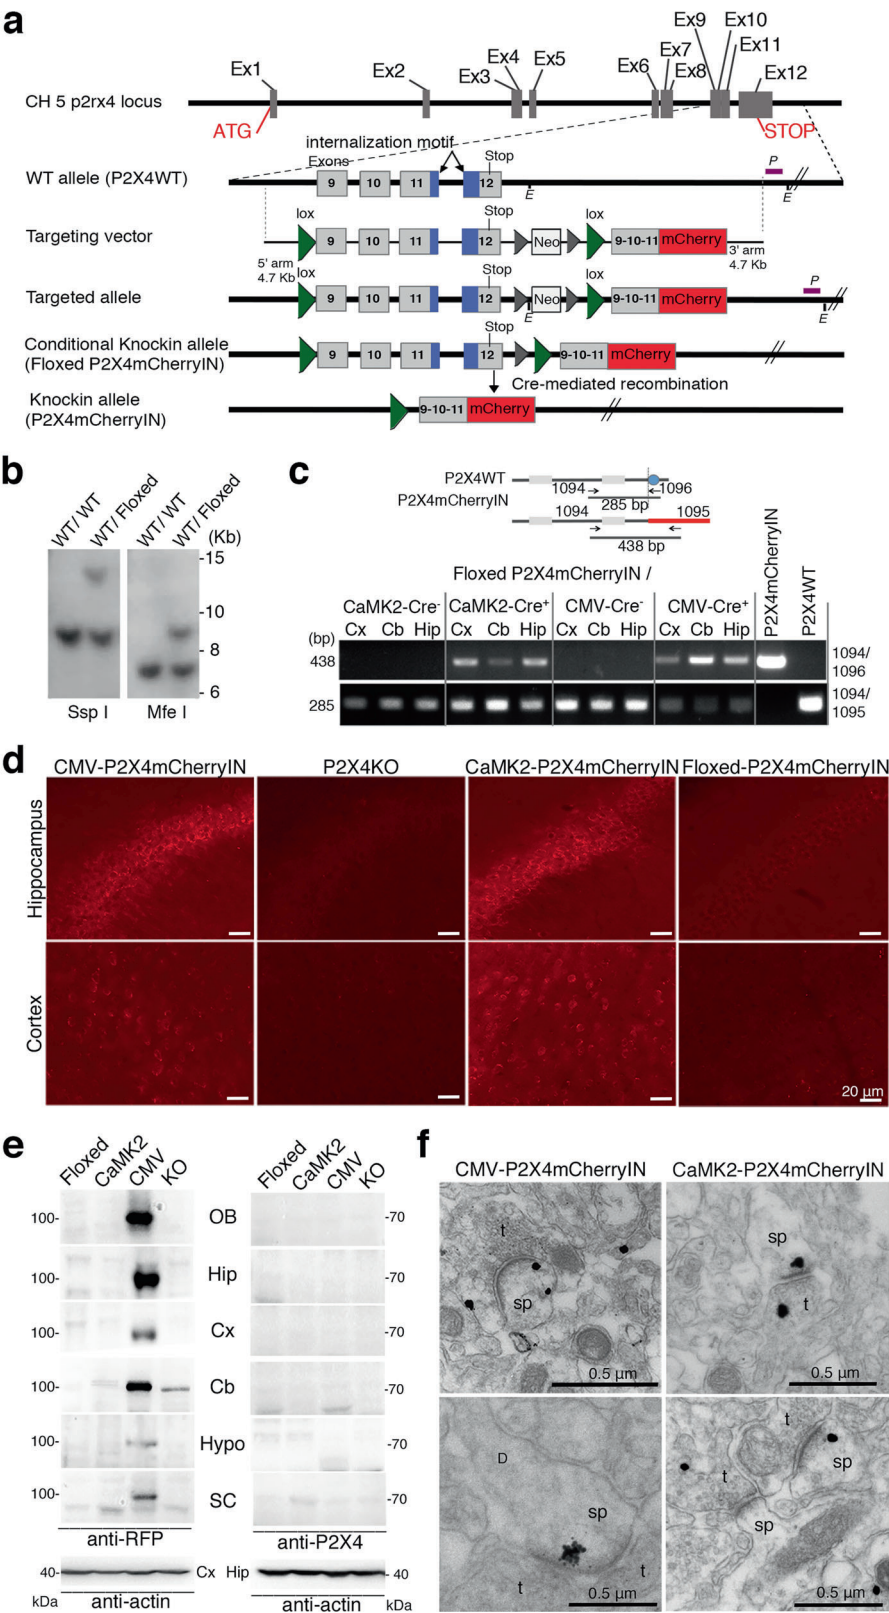 a
Ex9 Ex10
Ex4 Ex7 Ex11
Ex1 Ex2 Ex3 Ex5 Ex6 Ex8 Ex12
CH 5 p2rx4 locus
ATG STOP
internalization motif
Exons Stop P
WT allele (P2X4WT) 9 10 11 12 E E
lox Stop lox
Targeting vector 9 10 11 12 Neo 9-10-11 mCherry
5' arm 4.7 Kb 3' arm 4.7 Kb
lox Stop lox P
Targeted allele 9 10 11 12 E Neo 9-10-11 mCherry E
Stop
Conditional Knockin allele
(Floxed P2X4mCherryIN) 9 10 11 12 9-10-11 mCherry
Cre-mediated recombination
Knockin allele
(P2X4mCherryIN) 9-10-11 mCherry
b
WT/WT WT/Floxed WT/WT WT/Floxed (Kb)
-15
-10
- 8
- 6
Ssp I Mfe I
c
P2X4WT
1094 1096
P2X4mCherryIN 285 bp
1094 1095
438 bp
Floxed P2X4mCherryIN /
CaMK2-Cre- CaMK2-Cre+ CMV-Cre- CMV-Cre+ P2X4mCherryIN P2X4WT
Cx Cb Hip Cx Cb Hip Cx Cb Hip Cx Cb Hip
(bp)
438 1094/
1096
285 1094/
1095
d
CMV-P2X4mCherryIN P2X4KO CaMK2-P2X4mCherryIN Floxed-P2X4mCherryIN
Hippocampus
Cortex
20 µm
e
Floxed CaMK2 CMV KO Floxed CaMK2 CMV KO
100- OB -70
100- Hip -70
100- Cx -70
100- Cb -70
100- Hypo -70
100- SC -70
anti-RFP anti-P2X4
40- Cx Hip - 40
kDa anti-actin anti-actin kDa
f
CMV-P2X4mCherryIN CaMK2-P2X4mCherryIN
t sp
sp t
0.5 µm 0.5 µm
D t
sp t sp
sp
t t
0.5 µm 0.5 µm